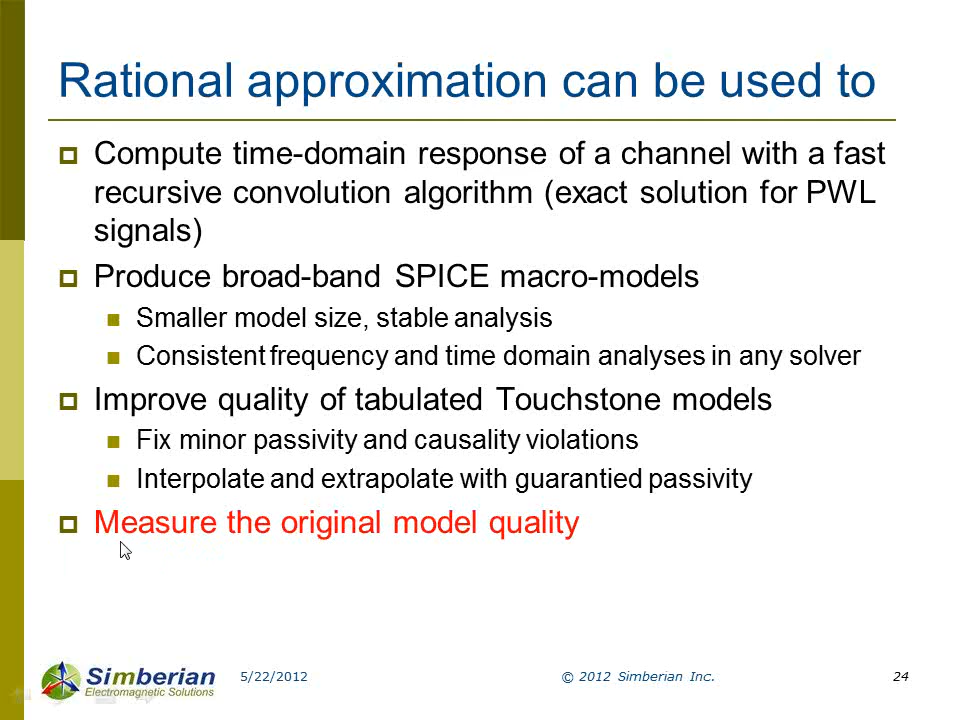 Rational approximation can be used to
Compute time-domain response of a channel with a fast
recursive convolution algorithm (exact solution for PWL
signals)
Produce broad-band SPICE macro-models
Smaller model size, stable analysis
Consistent frequency and time domain analyses in any solver
Improve quality of tabulated Touchstone models
Fix minor passivity and causality violations
Interpolate and extrapolate with guarantied passivity
Measure the original model quality
Simberian
Electromagnetic Solutions
5/22/2012
© 2012 Simberian Inc.
24